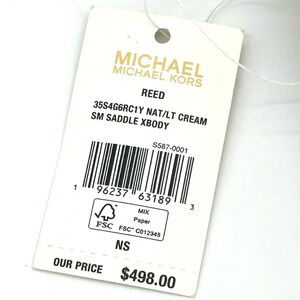 MICHAEL
MICHAEL KORS
REED
35S4G6RC1Y NAT/LT CREAM
SM SADDLE XBODY
S587-0001
1 96237 63189 3
FSC
MIX
Paper
FSC™ C012345
NS
OUR PRICE $498.00